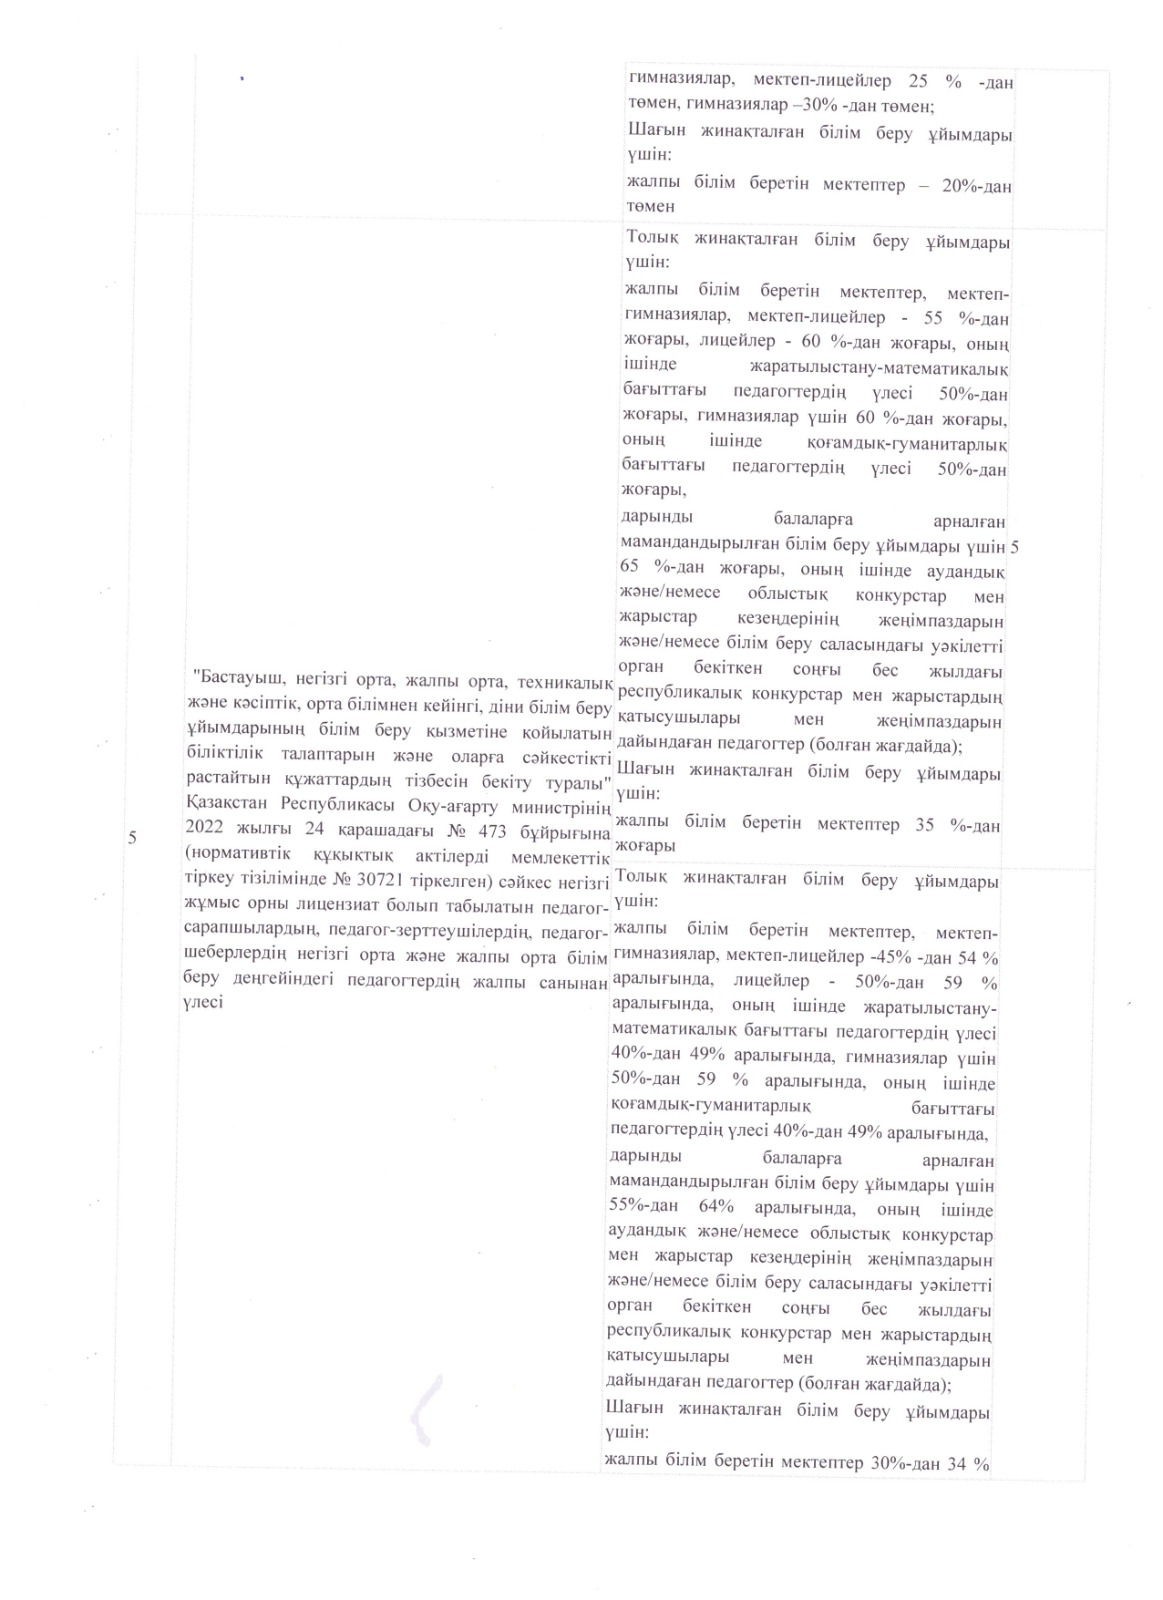 гимназиялар, мектеп-лицейлер 25 % -дан
төмен, гимназиялар –30% -дан төмен;
Шағын жинақталған білім беру ұйымдары
үшін:
жалпы білім беретін мектептер – 20%-дан
төмен
5
"Бастауыш, негізгі орта, жалпы орта, техникалық
және кәсіптік, орта білімнен кейінгі, діни білім беру
ұйымдарының білім беру қызметіне қойылатын
біліктілік талаптарын және оларға сәйкестікті
растайтын құжаттардың тізбесін бекіту туралы"
Қазақстан Республикасы Оқу-ағарту министрінің
2022 жылғы 24 қарашадағы № 473 бұйрығына
(нормативтік құқықтық актілерді мемлекеттік
тіркеу тізілімінде № 30721 тіркелген) сәйкес негізгі
жұмыс орны лицензиат болып табылатын педагог-
сарапшылардың, педагог-зерттеушілердің, педагог-
шеберлердің негізгі орта және жалпы орта білім
беру деңгейіндегі педагогтердің жалпы санынан
үлесі
Толық жинақталған білім беру ұйымдары
үшін:
жалпы білім беретін мектептер, мектеп-
гимназиялар, мектеп-лицейлер - 55 %-дан
жоғары, лицейлер - 60 %-дан жоғары, оның
ішінде жаратылыстану-математикалық
бағыттағы педагогтердің үлесі 50%-дан
жоғары, гимназиялар үшін 60 %-дан жоғары,
оның ішінде қоғамдық-гуманитарлық
бағыттағы педагогтердің үлесі 50%-дан
жоғары,
дарынды балаларға арналған
мамандандырылған білім беру ұйымдары үшін
65 %-дан жоғары, оның ішінде аудандық
және/немесе облыстық конкурстар мен
жарыстар кезеңдерінің жеңімпаздарын
және/немесе білім беру саласындағы уәкілетті
орган бекіткен соңғы бес жылдағы
республикалық конкурстар мен жарыстардың
қатысушылары мен жеңімпаздарын
дайындаған педагогтер (болған жағдайда);
Шағын жинақталған білім беру ұйымдары
үшін:
жалпы білім беретін мектептер 35 %-дан
жоғары
5
Толық жинақталған білім беру ұйымдары
үшін:
жалпы білім беретін мектептер, мектеп-
гимназиялар, мектеп-лицейлер -45% -дан 54 %
аралығында, лицейлер - 50%-дан 59 %
аралығында, оның ішінде жаратылыстану-
математикалық бағыттағы педагогтердің үлесі
40%-дан 49% аралығында, гимназиялар үшін
50%-дан 59 % аралығында, оның ішінде
қоғамдық-гуманитарлық бағыттағы
педагогтердің үлесі 40%-дан 49% аралығында,
дарынды балаларға арналған
мамандандырылған білім беру ұйымдары үшін
55%-дан 64% аралығында, оның ішінде
аудандық және/немесе облыстық конкурстар
мен жарыстар кезеңдерінің жеңімпаздарын
және/немесе білім беру саласындағы уәкілетті
орган бекіткен соңғы бес жылдағы
республикалық конкурстар мен жарыстардың
қатысушылары мен жеңімпаздарын
дайындаған педагогтер (болған жағдайда);
Шағын жинақталған білім беру ұйымдары
үшін:
жалпы білім беретін мектептер 30%-дан 34 %